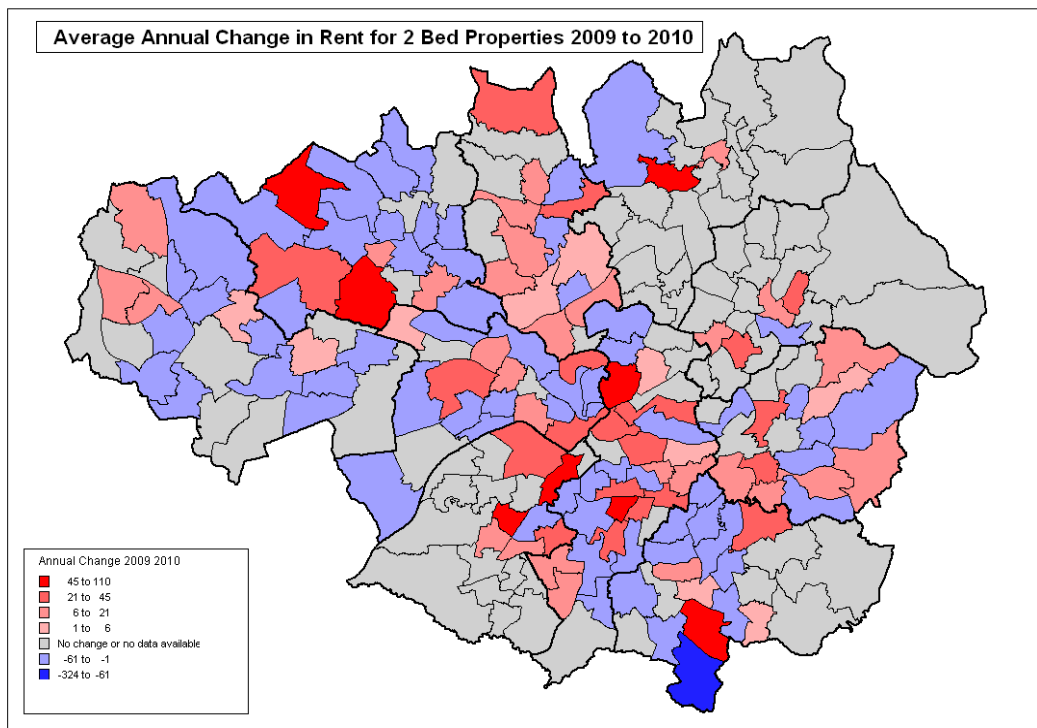 Average Annual Change in Rent for 2 Bed Properties 2009 to 2010
Annual Change 2009 2010
45 to 110
21 to 45
6 to 21
1 to 6
No change or no data available
-61 to -1
-324 to -61